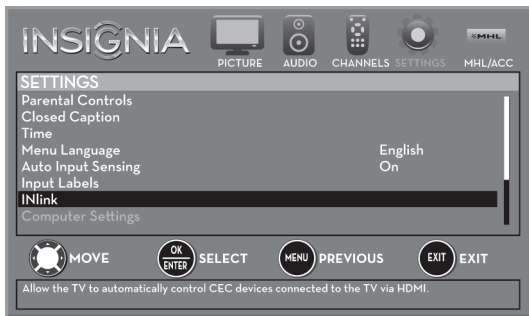 INSIGNIA
PICTURE AUDIO CHANNELS SETTINGS MHL MHL/ACC
SETTINGS
Parental Controls
Closed Caption
Time
Menu Language English
Auto Input Sensing On
Input Labels
INlink
Computer Settings
MOVE OK ENTER SELECT MENU PREVIOUS EXIT EXIT
Allow the TV to automatically control CEC devices connected to the TV via HDMI.